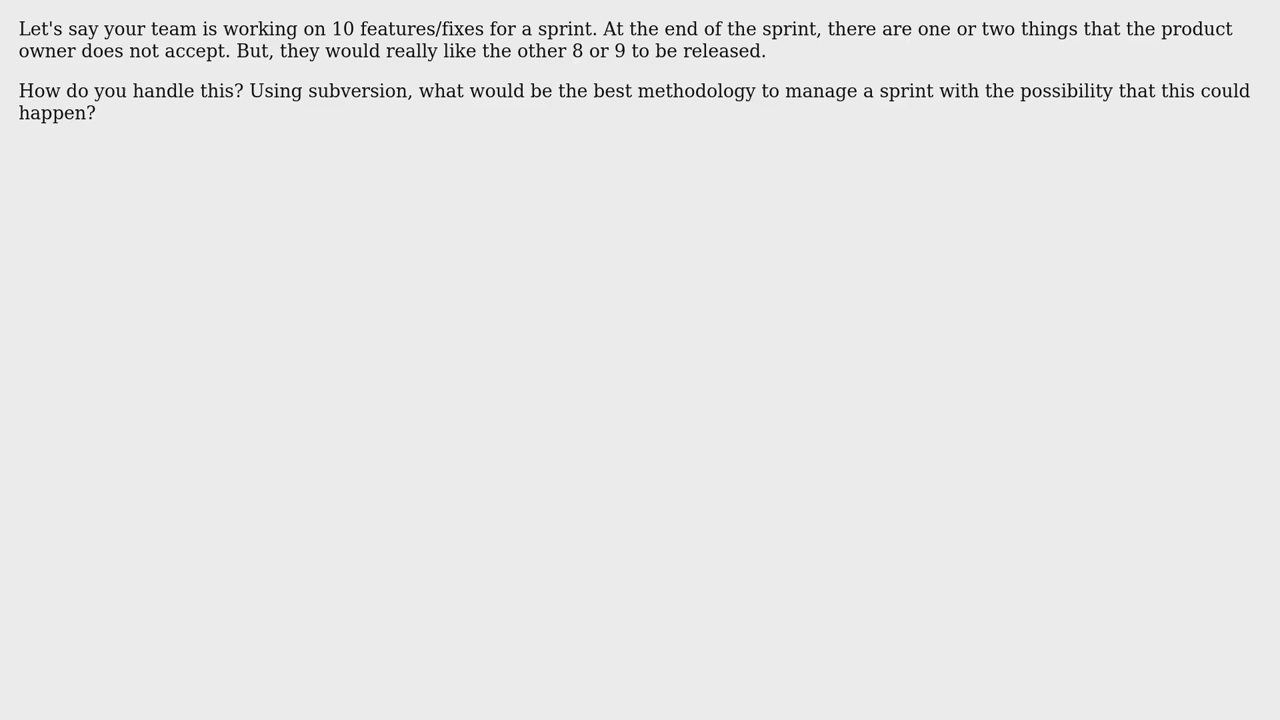 Let's say your team is working on 10 features/fixes for a sprint. At the end of the sprint, there are one or two things that the product
owner does not accept. But, they would really like the other 8 or 9 to be released.
How do you handle this? Using subversion, what would be the best methodology to manage a sprint with the possibility that this could
happen?